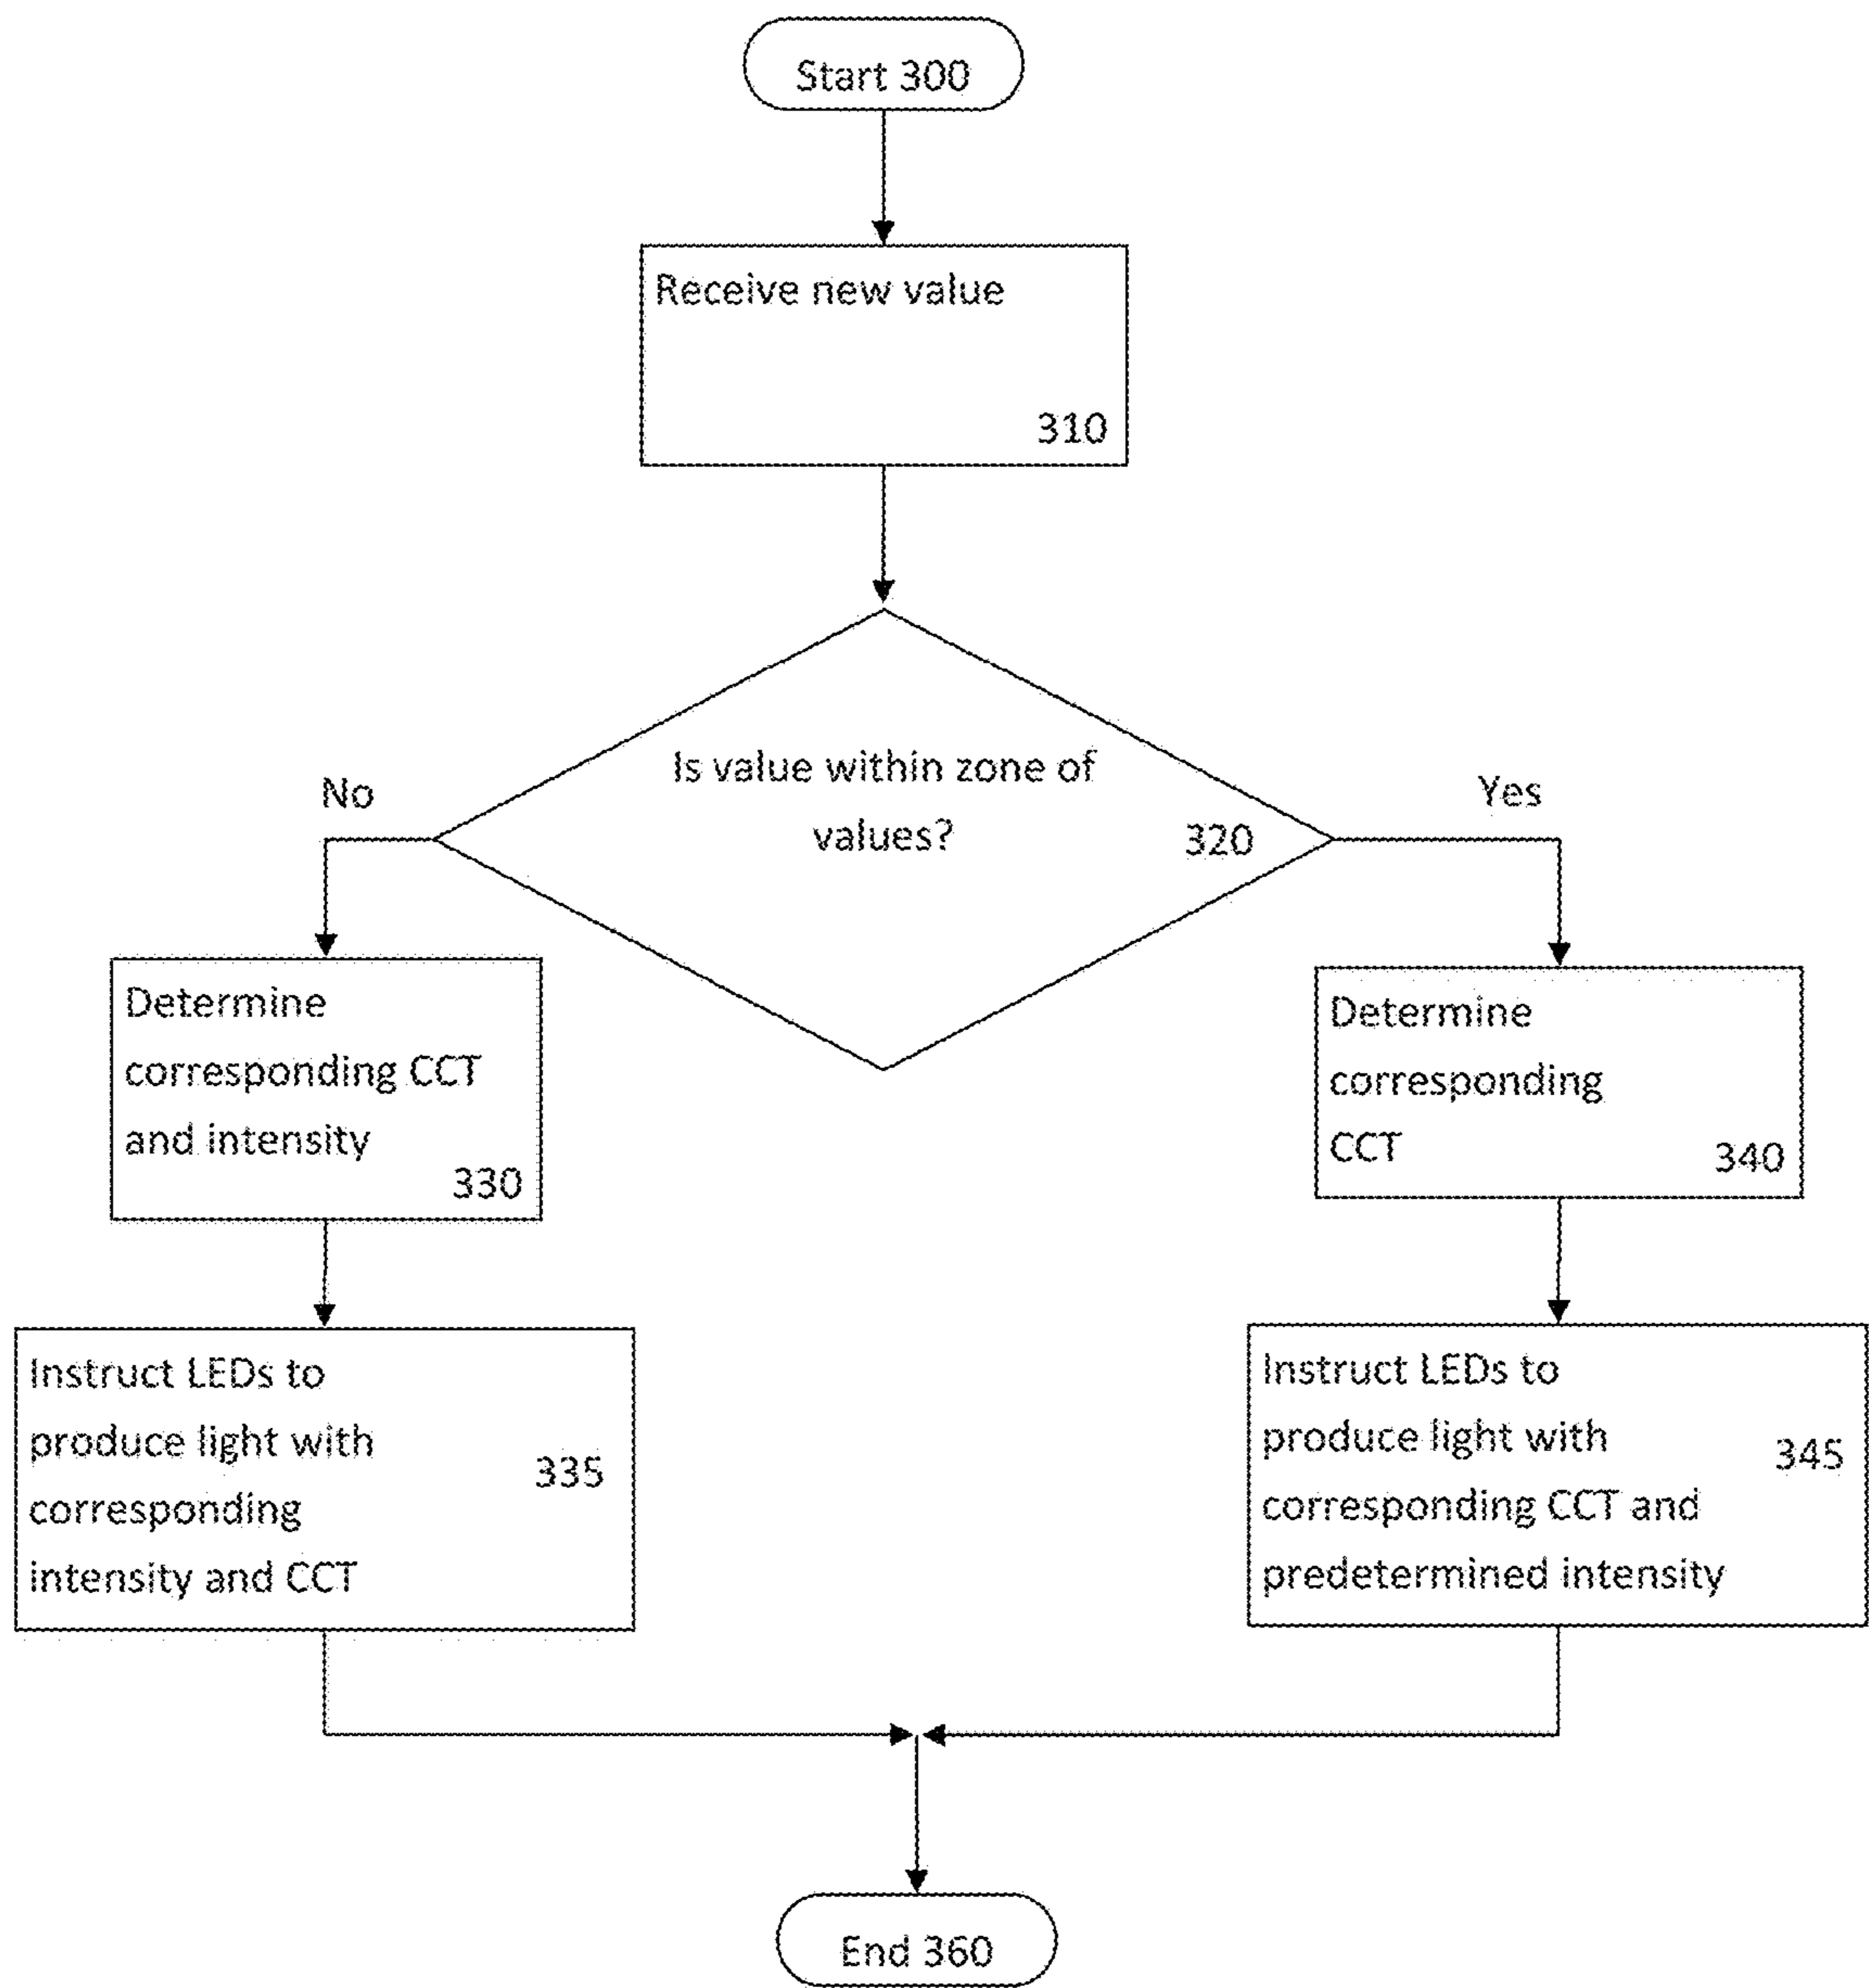 Start 300
Receive new value
310
Is value within zone of
values?
320
No
Yes
Determine
corresponding CCT
and intensity
330
Determine
corresponding
CCT
340
Instruct LEDs to
produce light with
335
corresponding
intensity and CCT
Instruct LEDs to
produce light with
345
corresponding CCT and
predetermined intensity
End 360